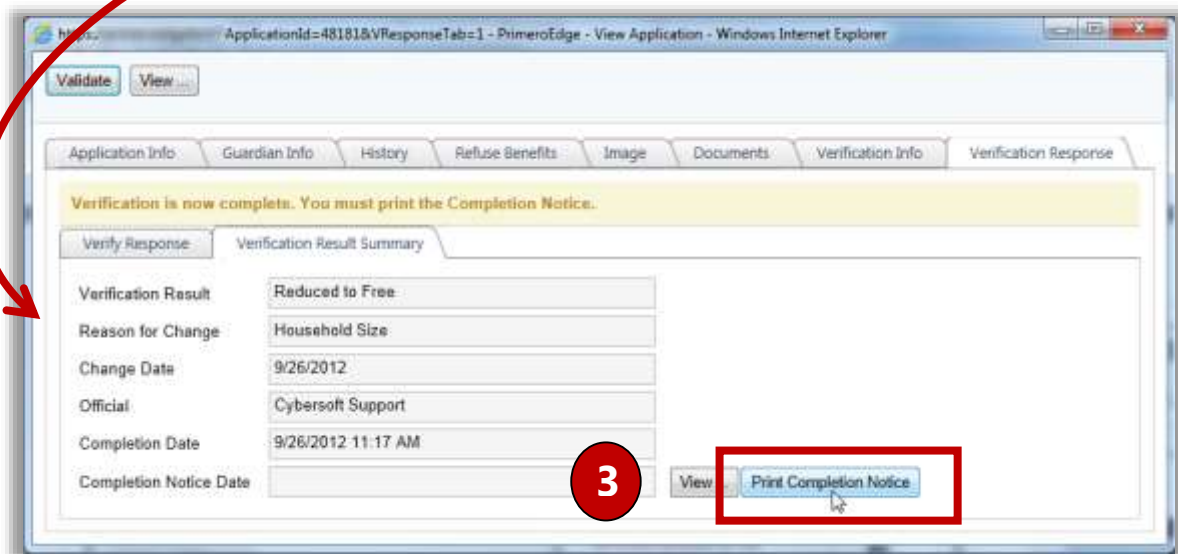 ApplicationId=48181&VResponseTab=1 - PrimeroEdge - View Application - Windows Internet Explorer
Validate View ...
Application Info Guardian Info History Refuse Benefits Image Documents Verification Info Verification Response
Verification is now complete. You must print the Completion Notice.
Verify Response Verification Result Summary
Verification Result Reduced to Free
Reason for Change Household Size
Change Date 9/26/2012
Official Cybersoft Support
Completion Date 9/26/2012 11:17 AM
Completion Notice Date 3 View ... Print Completion Notice